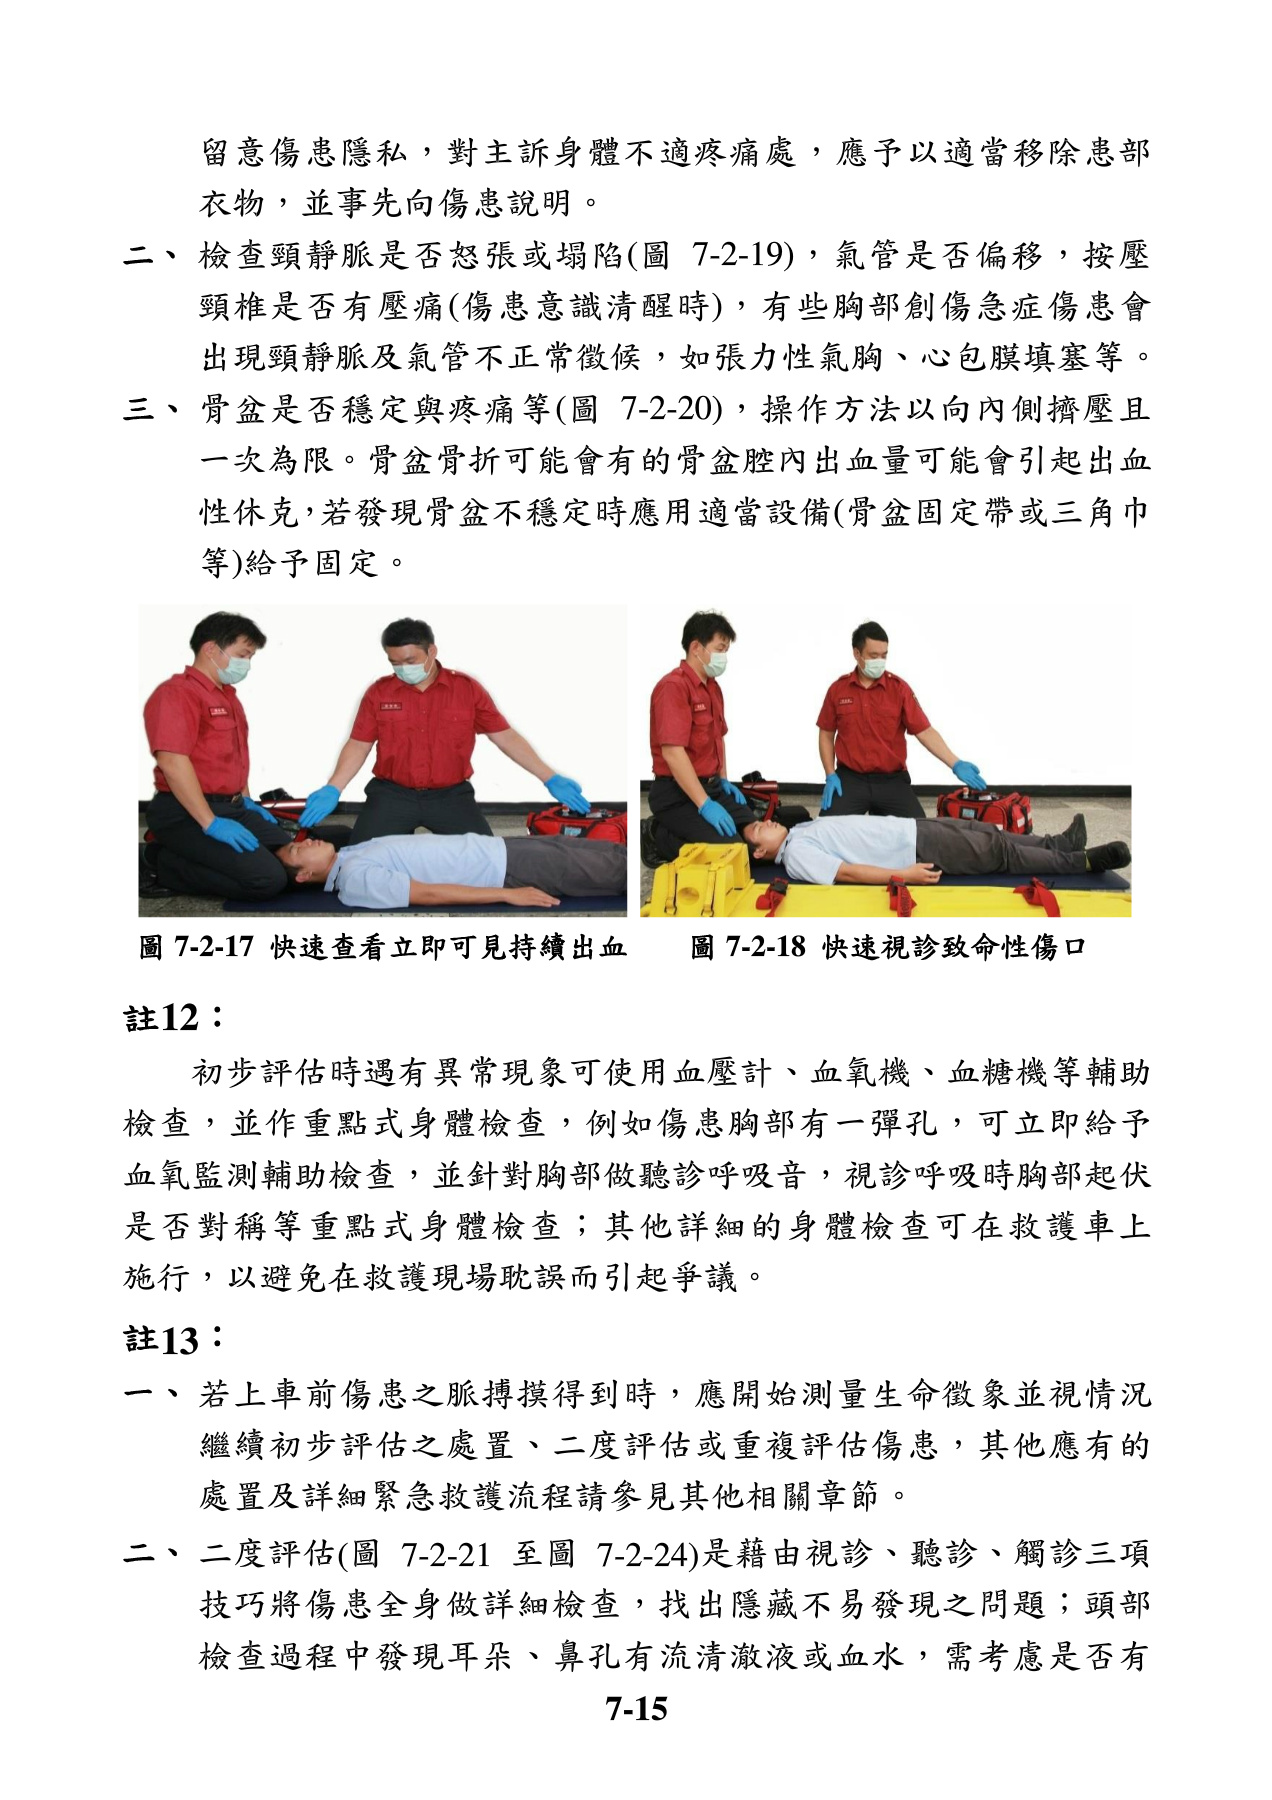 留意傷患隱私，對主訴身體不適疼痛處，應予以適當移除患部
衣物，並事先向傷患說明。
二、 檢查頸靜脈是否怒張或塌陷(圖 7-2-19)，氣管是否偏移，按壓
頸椎是否有壓痛(傷患意識清醒時)，有些胸部創傷急症傷患會
出現頸靜脈及氣管不正常徵候，如張力性氣胸、心包膜填塞等。
三、 骨盆是否穩定與疼痛等(圖 7-2-20)，操作方法以向內側擠壓且
一次為限。骨盆骨折可能會有的骨盆腔內出血量可能會引起出血
性休克，若發現骨盆不穩定時應用適當設備(骨盆固定帶或三角巾
等)給予固定。
圖 7-2-17 快速查看立即可見持續出血
圖 7-2-18 快速視診致命性傷口
註12：
初步評估時遇有異常現象可使用血壓計、血氧機、血糖機等輔助
檢查，並作重點式身體檢查，例如傷患胸部有一彈孔，可立即給予
血氧監測輔助檢查，並針對胸部做聽診呼吸音，視診呼吸時胸部起伏
是否對稱等重點式身體檢查；其他詳細的身體檢查可在救護車上
施行，以避免在救護現場耽誤而引起爭議。
註13：
一、 若上車前傷患之脈搏摸得到時，應開始測量生命徵象並視情況
繼續初步評估之處置、二度評估或重複評估傷患，其他應有的
處置及詳細緊急救護流程請參見其他相關章節。
二、 二度評估(圖 7-2-21 至圖 7-2-24)是藉由視診、聽診、觸診三項
技巧將傷患全身做詳細檢查，找出隱藏不易發現之問題；頭部
檢查過程中發現耳朵、鼻孔有流清澈液或血水，需考慮是否有
7-15